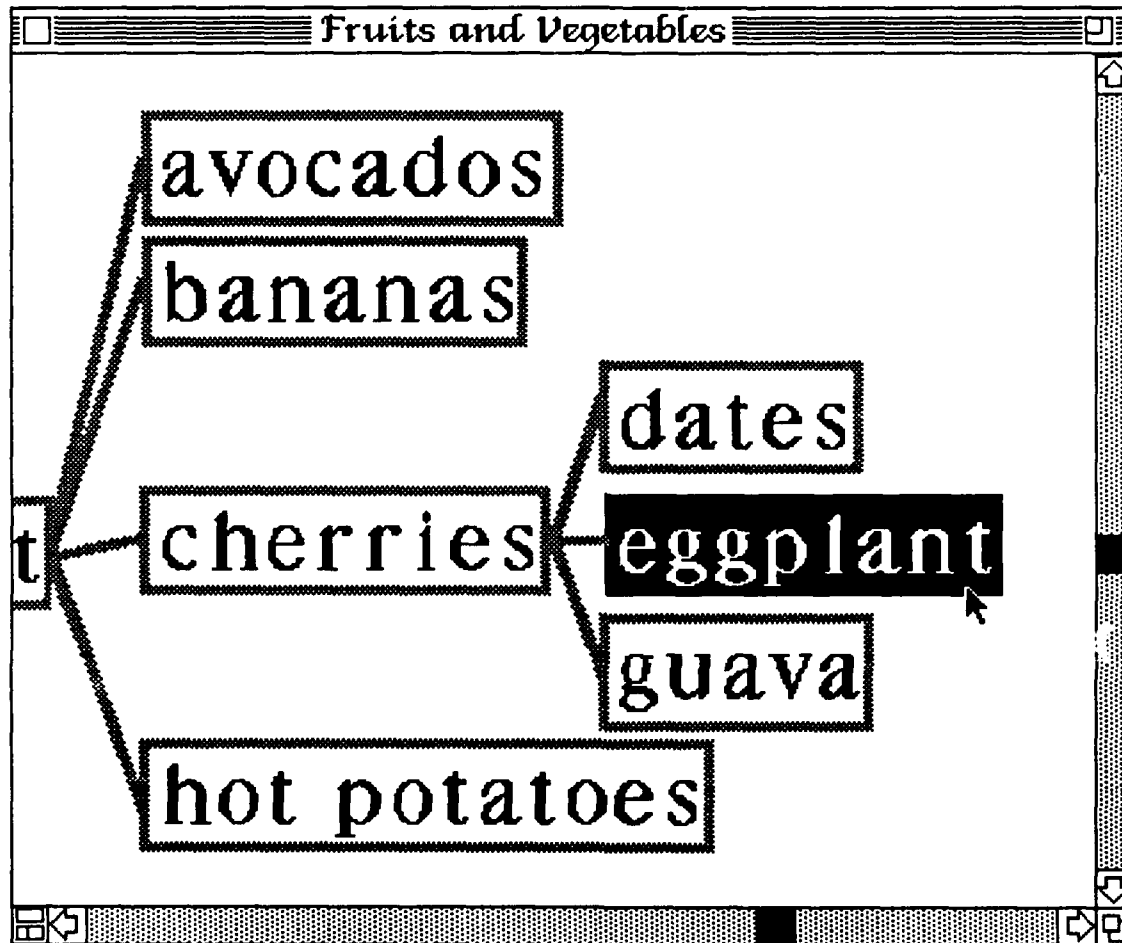 Fruits and Vegetables
avocados
bananas
dates
t
cherries
eggplant
guava
hot potatoes